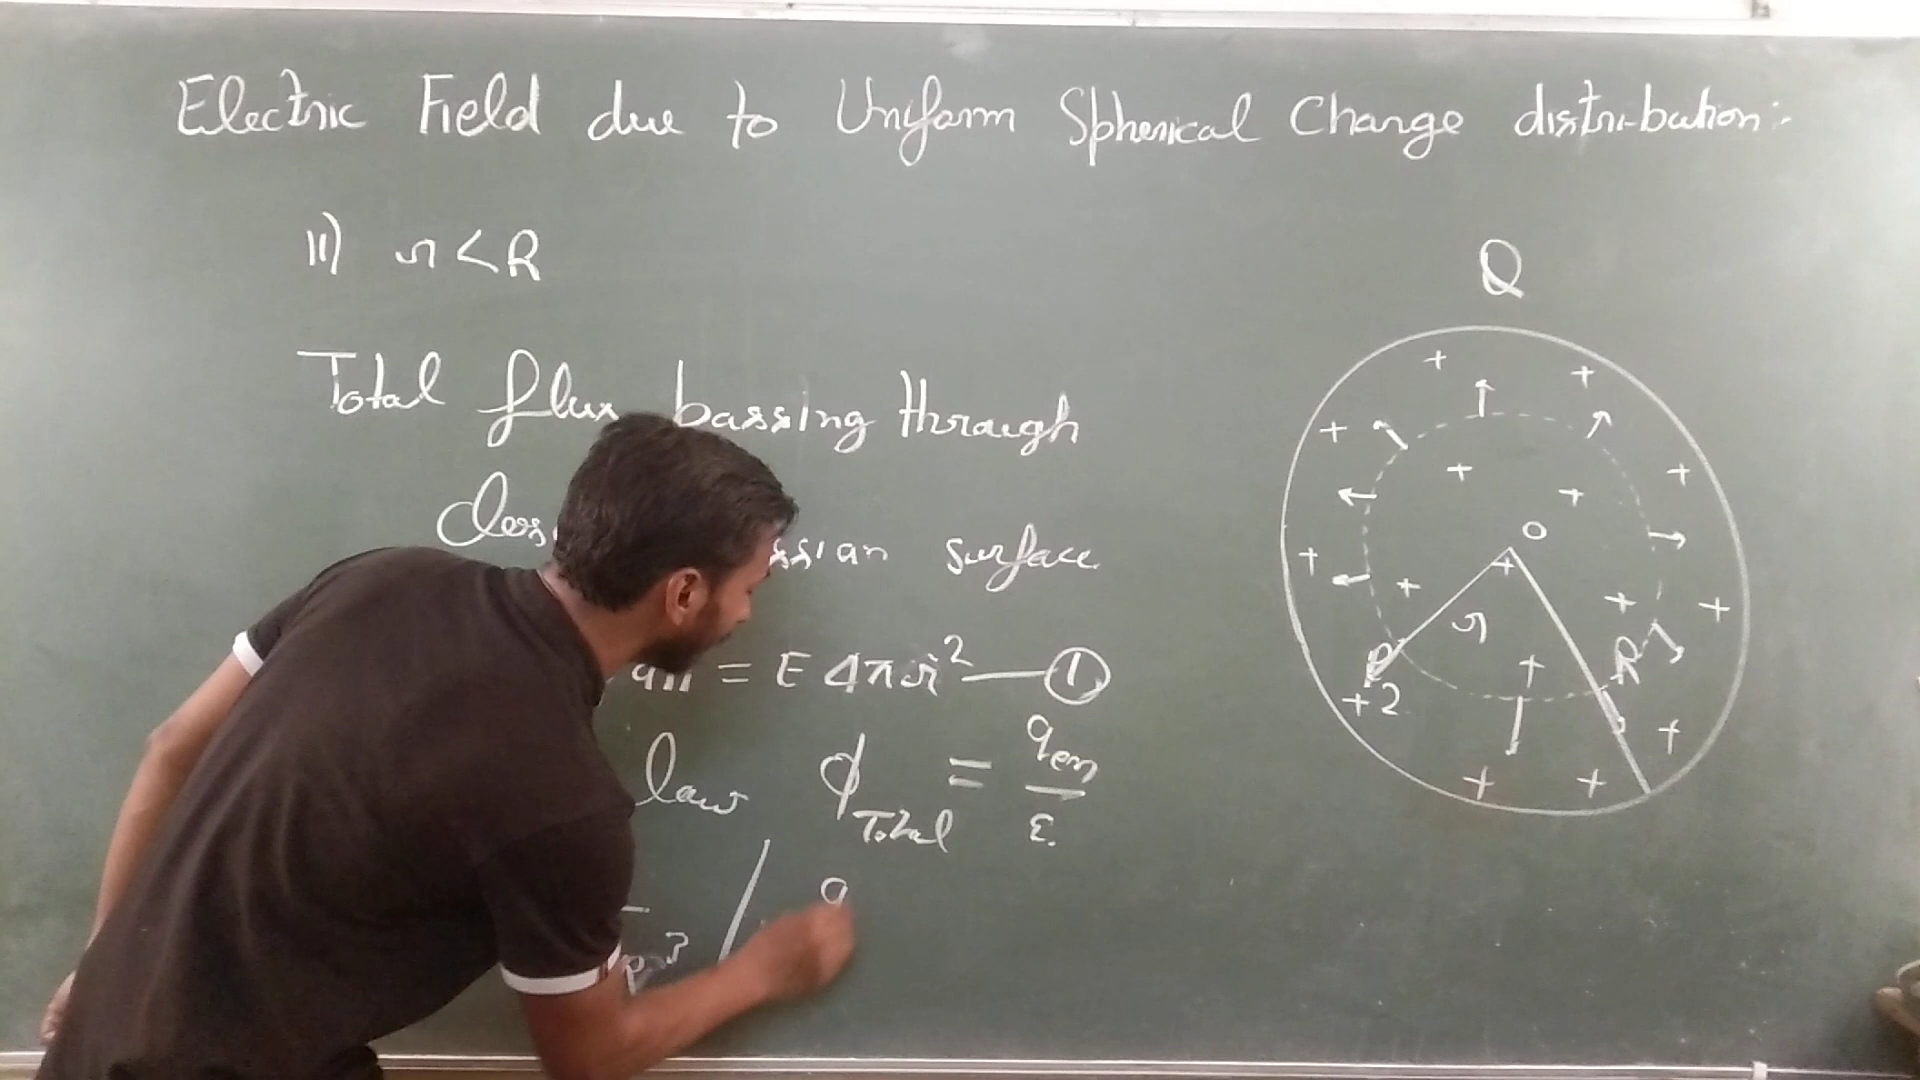 Electric Field due to Uniform Spherical Charge distribution:-
II) r < R
Total flux passing through
surface
= E 4πr² — ①
law ϕTotal = qen / ε₀
q
Q
O
r
R
P
+2